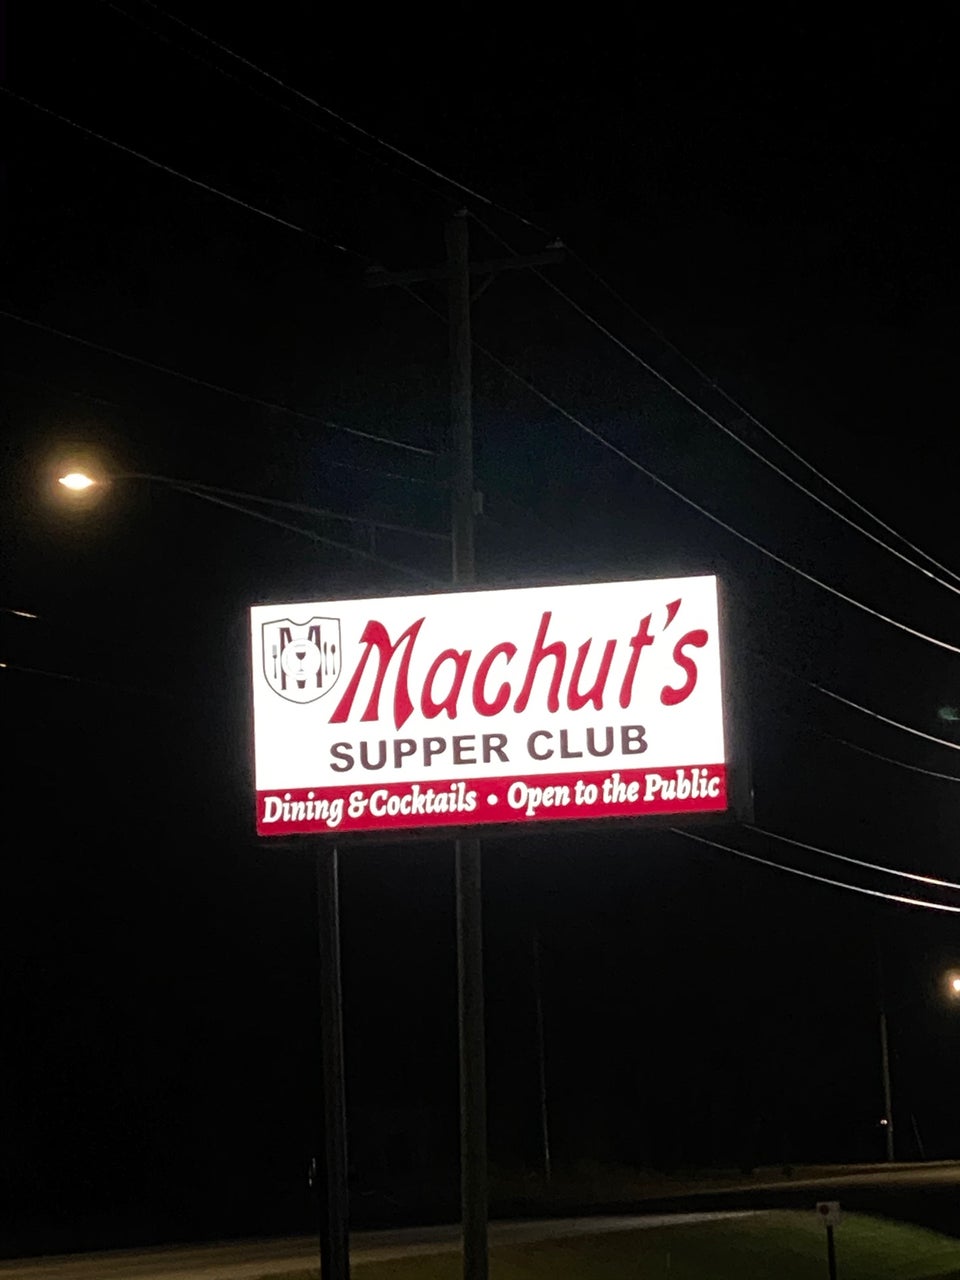 M
Machut's
SUPPER CLUB
Dining & Cocktails • Open to the Public